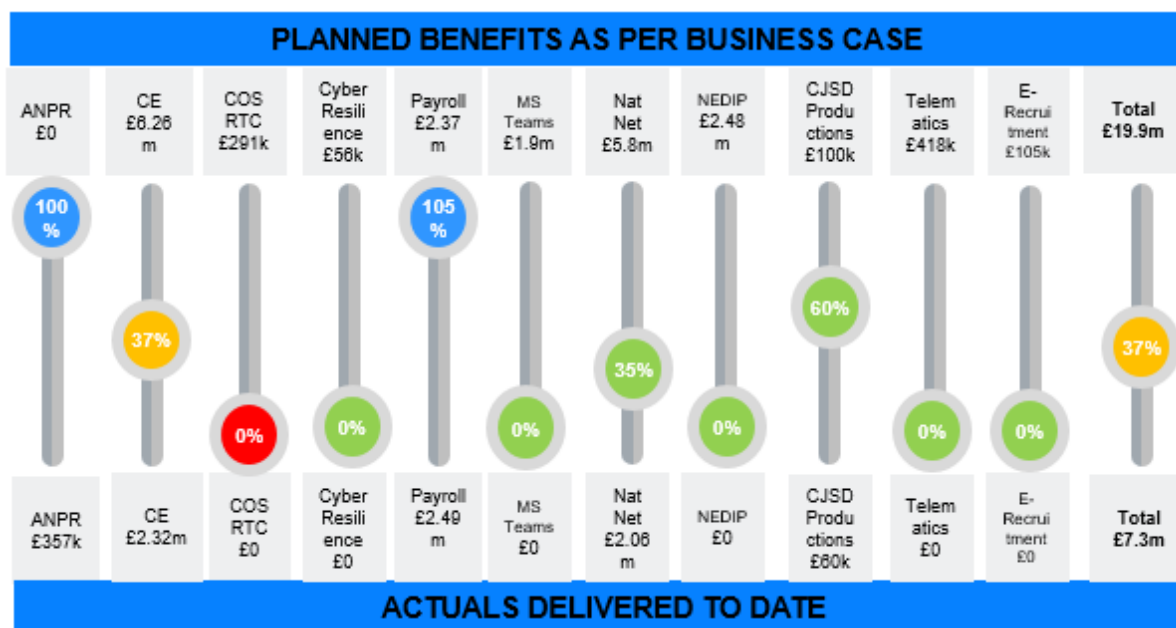 PLANNED BENEFITS AS PER BUSINESS CASE
ANPR
£0
CE
£6.26
m
COS
RTC
£291k
Cyber
Resili
ence
£56k
Payroll
£2.37
m
MS
Teams
£1.9m
Nat
Net
£5.8m
NEDIP
£2.48
m
CJSD
Produ
ctions
£100k
Telem
atics
£418k
E-
Recrui
tment
£105k
Total
£19.9m
100
%
37%
0%
0%
105
%
0%
35%
0%
60%
0%
0%
37%
ANPR
£357k
CE
£2.32m
COS
RTC
£0
Cyber
Resili
ence
£0
Payroll
£2.49
m
MS
Teams
£0
Nat
Net
£2.06
m
NEDIP
£0
CJSD
Produ
ctions
£60k
Telem
atics
£0
E-
Recrui
tment
£0
Total
£7.3m
ACTUALS DELIVERED TO DATE